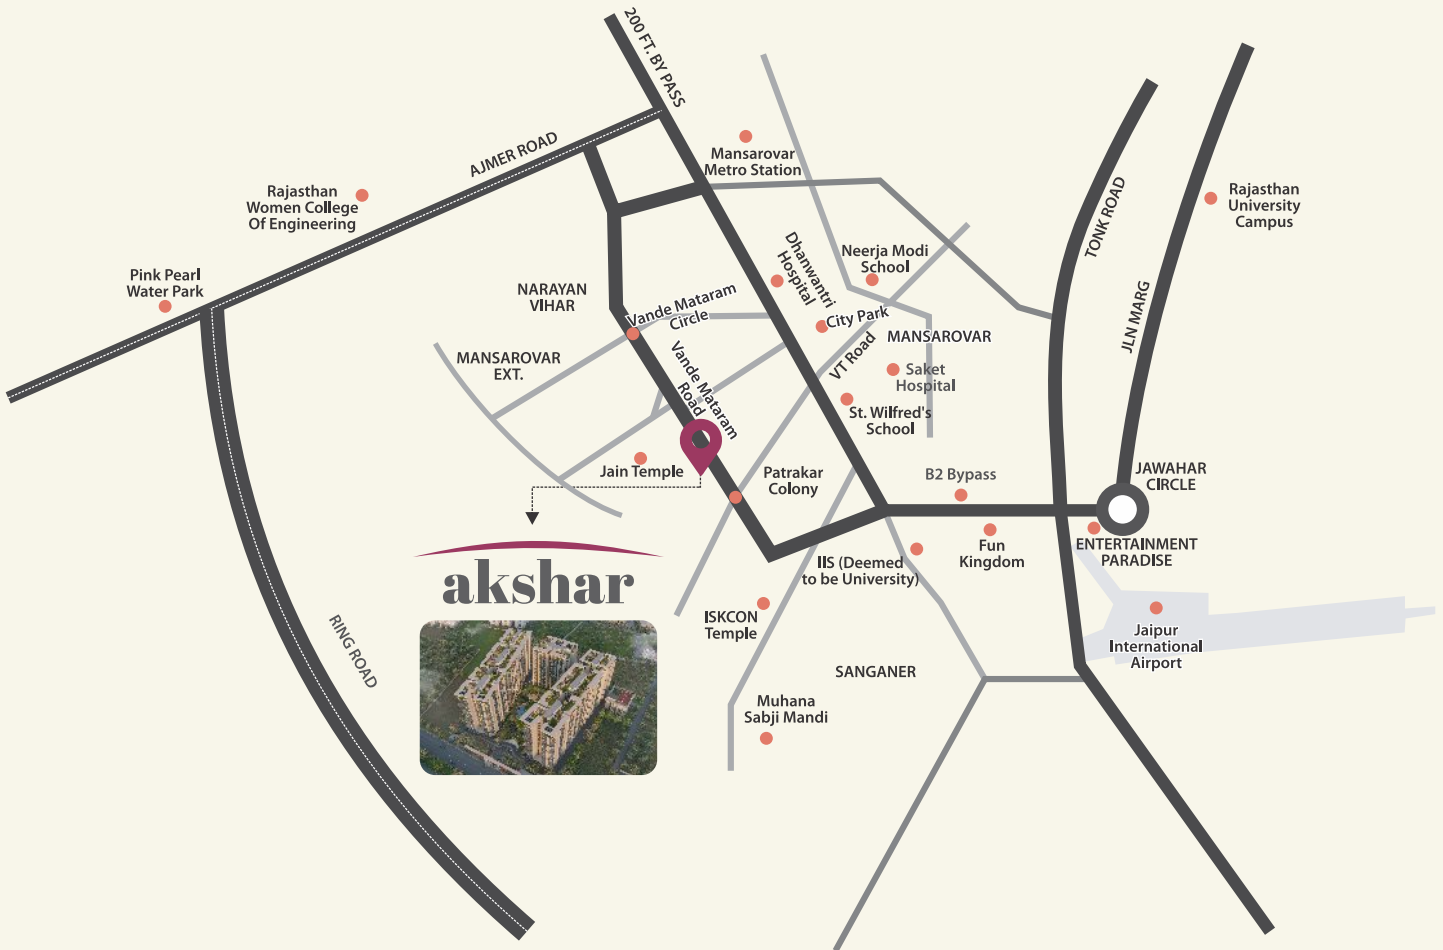 200 FT. BY PASS
AJMER ROAD
Mansarovar
Metro Station
Rajasthan
Women College
Of Engineering
TONK ROAD
Rajasthan
University
Campus
Pink Pearl
Water Park
NARAYAN
VIHAR
Vande Mataram
Circle
Dhanwantri
Hospital
Neerja Modi
School
City Park
MANSAROVAR
JLN MARG
MANSAROVAR
EXT.
Vande Mataram
Road
VT Road
Saket
Hospital
St. Wilfred's
School
Jain Temple
Patrakar
Colony
B2 Bypass
JAWAHAR
CIRCLE
Fun
Kingdom
ENTERTAINMENT
PARADISE
IIS (Deemed
to be University)
akshar
ISKCON
Temple
RING ROAD
Jaipur
International
Airport
SANGANER
Muhana
Sabji Mandi